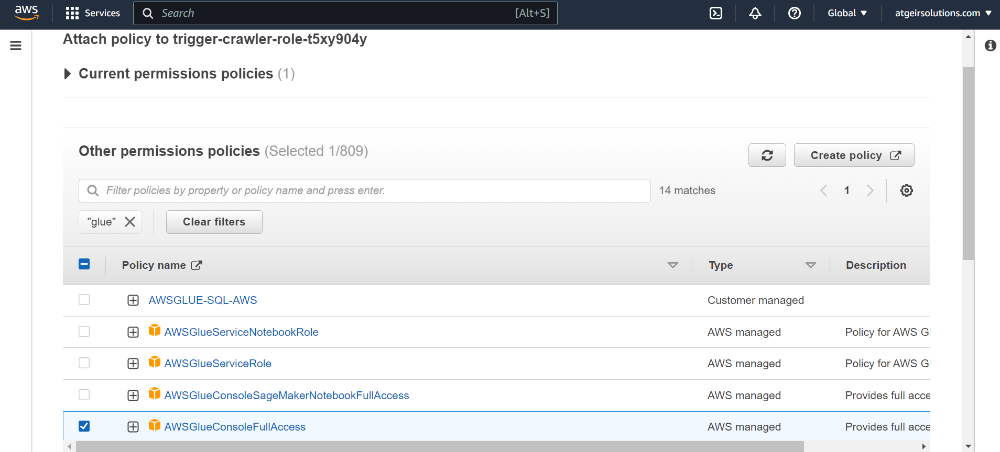 aws Services Search [Alt+S] Global atgeirsolutions.com
Attach policy to trigger-crawler-role-t5xy904y
Current permissions policies (1)
Other permissions policies (Selected 1/809)
Create policy
Filter policies by property or policy name and press enter.
14 matches
1
"glue"
Clear filters
Policy name Type Description
AWSGLUE-SQL-AWS Customer managed
AWSGlueServiceNotebookRole AWS managed Policy for AWS Gl
AWSGlueServiceRole AWS managed Policy for AWS Gl
AWSGlueConsoleSageMakerNotebookFullAccess AWS managed Provides full acce
AWSGlueConsoleFullAccess AWS managed Provides full acce